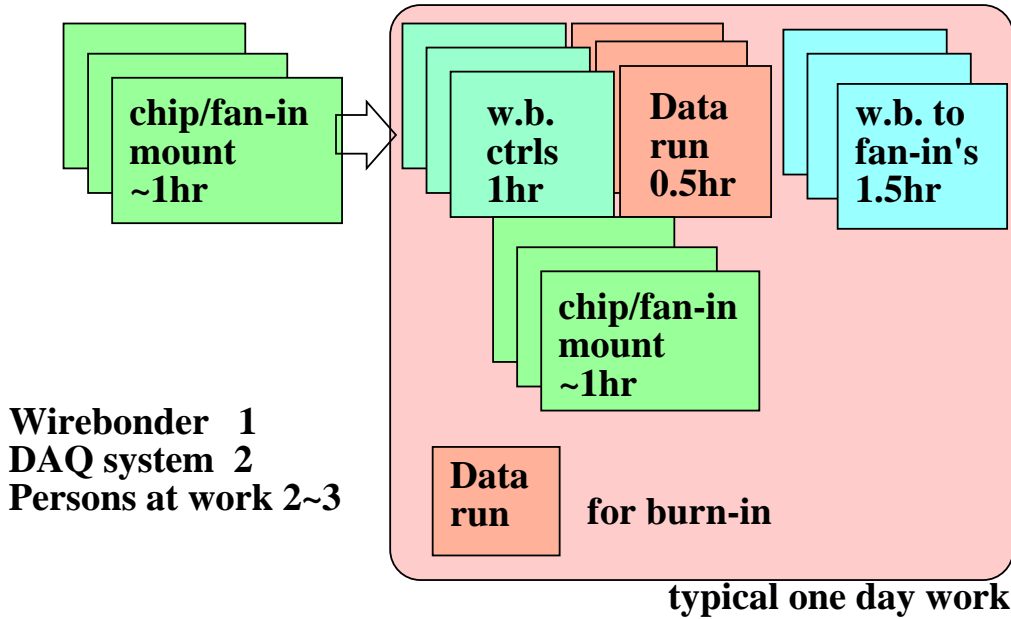 chip/fan-in
mount
~1hr
w.b.
ctrls
1hr
Data
run
0.5hr
w.b. to
fan-in's
1.5hr
chip/fan-in
mount
~1hr
Wirebonder 1
DAQ system 2
Persons at work 2~3
Data
run
for burn-in
typical one day work